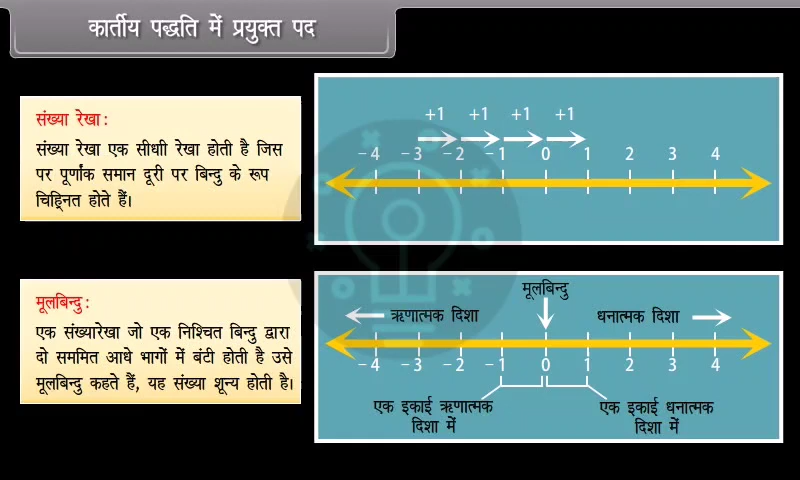 कार्तीय पद्धति में प्रयुक्त पद
संख्या रेखा:
संख्या रेखा एक सीधाी रेखा होती है जिस
पर पूर्णांक समान दूरी पर बिन्दु के रूप
चिह्नित होते हैं।
+1 +1 +1 +1
-4 -3 -2 -1 0 1 2 3 4
मूलबिन्दु:
एक संख्यारेखा जो एक निश्चित बिन्दु द्वारा
दो सममित आधे भागों में बंटी होती है उसे
मूलबिन्दु कहते हैं, यह संख्या शून्य होती है।
मूलबिन्दु
ऋणात्मक दिशा धनात्मक दिशा
-4 -3 -2 -1 0 1 2 3 4
एक इकाई ऋणात्मक
दिशा में
एक इकाई धनात्मक
दिशा में